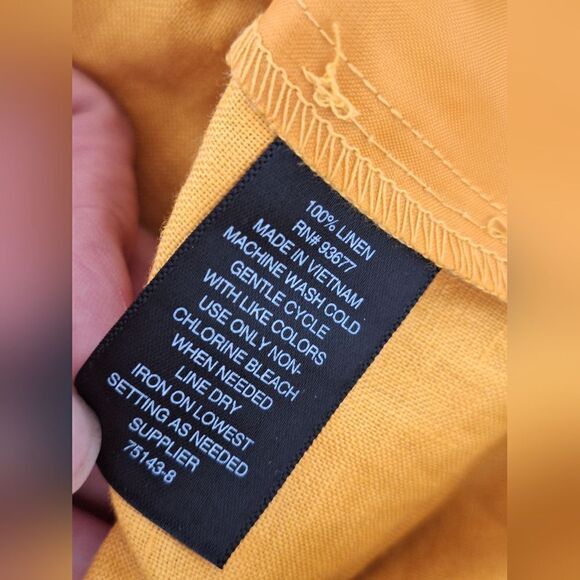 100% LINEN
RN# 93677
MADE IN VIETNAM
MACHINE WASH COLD
GENTLE CYCLE
WITH LIKE COLORS
USE ONLY NON-
CHLORINE BLEACH
WHEN NEEDED
LINE DRY
IRON ON LOWEST
SETTING AS NEEDED
SUPPLIER
75143-8